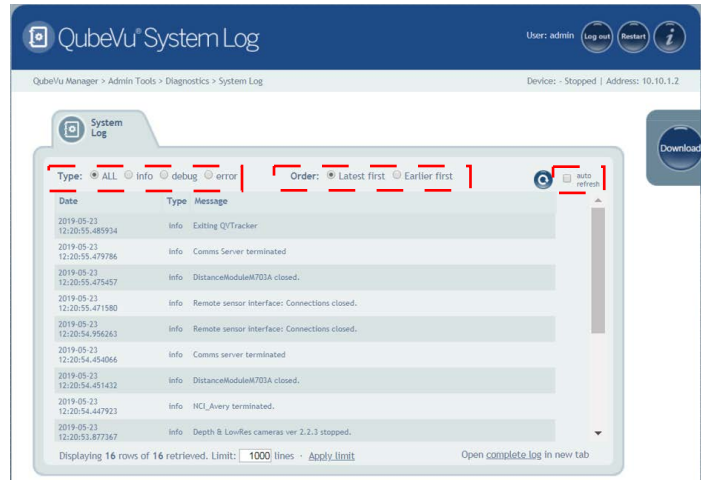 QubeVu® System Log
User: admin
Log out
Restart
i
QubeVu Manager > Admin Tools > Diagnostics > System Log
Device: - Stopped | Address: 10.10.1.2
System
Log
Download
Type: ALL info debug error
Order: Latest first Earlier first
auto
refresh
Date Type Message
2019-05-23
12:20:55.485934 info Exiting QVTracker
2019-05-23
12:20:55.479786 info Comms Server terminated
2019-05-23
12:20:55.475457 info DistanceModuleM703A closed.
2019-05-23
12:20:55.471580 info Remote sensor interface: Connections closed.
2019-05-23
12:20:54.956263 info Remote sensor interface: Connections closed.
2019-05-23
12:20:54.454066 info Comms server terminated
2019-05-23
12:20:54.451432 info DistanceModuleM703A closed.
2019-05-23
12:20:54.447923 info NCI_Avery terminated.
2019-05-23
12:20:53.877367 info Depth & LowRes cameras ver 2.2.3 stopped.
Displaying 16 rows of 16 retrieved. Limit: 1000 lines - Apply limit
Open complete log in new tab